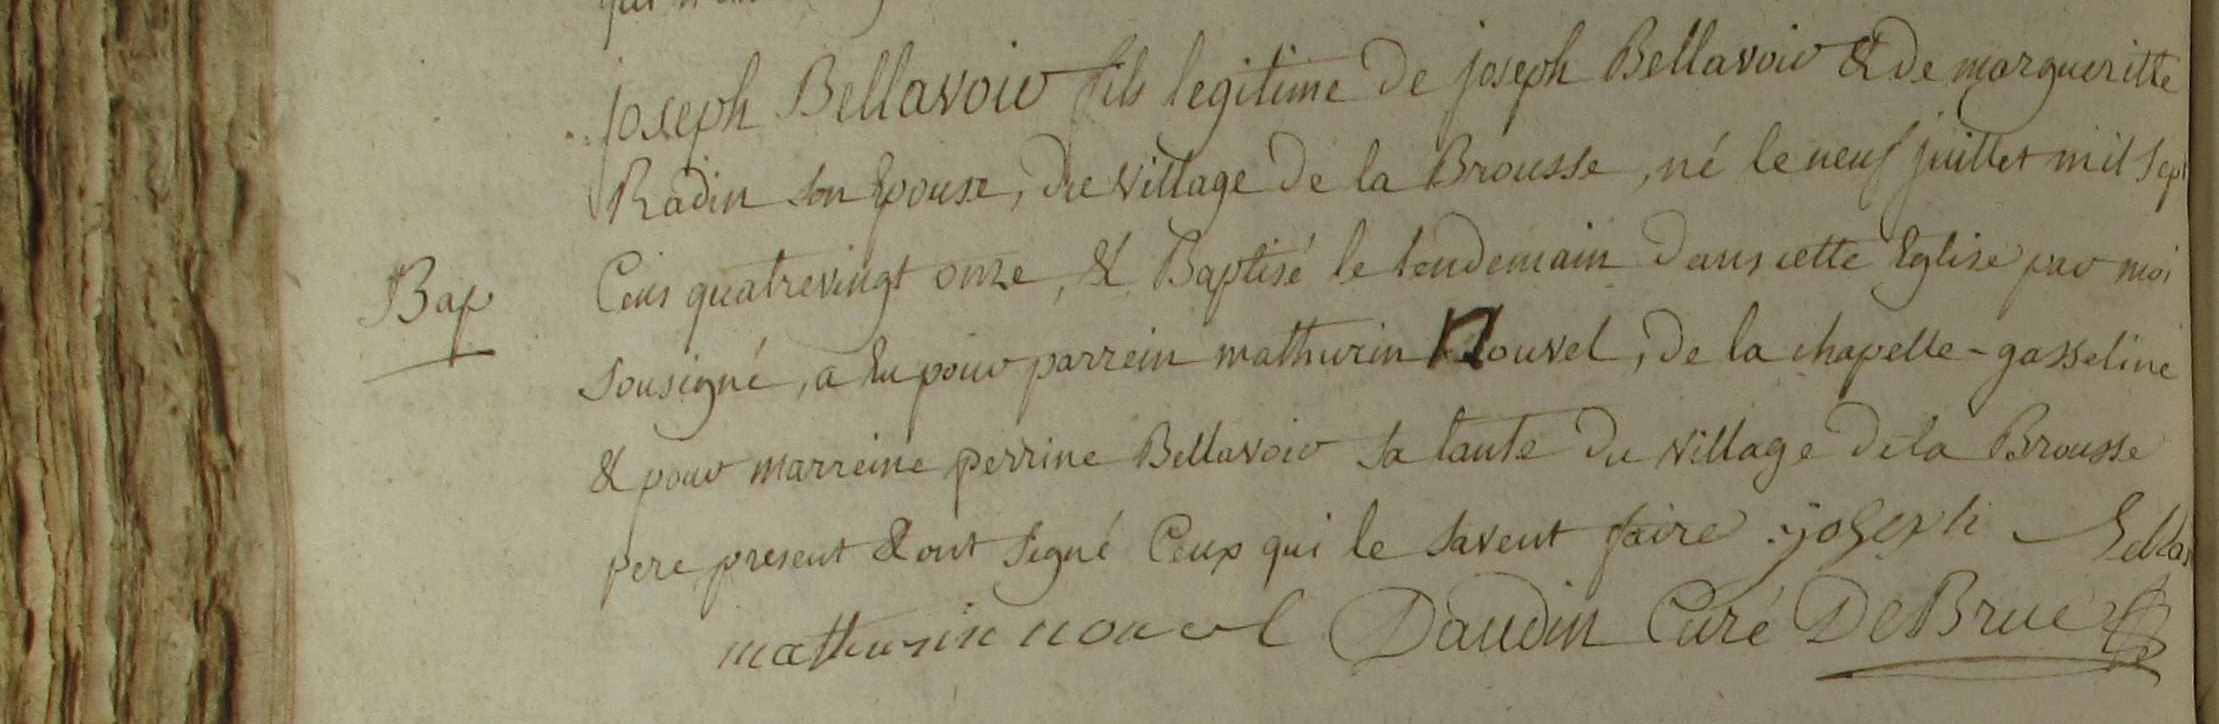 joseph Bellavoir fils legitime de joseph Bellavoir & de margueritte
Radin son Epouse, du village de la Brousse, né le neuf juillet mil sept
Cens quatrevingt onze, & Baptisé le lendemain dans cette Eglise par moi
Bap
sousigné, a Eu pour parrein mathurin Nouvel, de la chapelle-gasseline
& pour marreine perrine Bellavoir sa tante du village de la Brousse
pere present & ont signé Ceux qui le savent faire joseph Bella
mathurin nouvel Daudin Curé De Brue